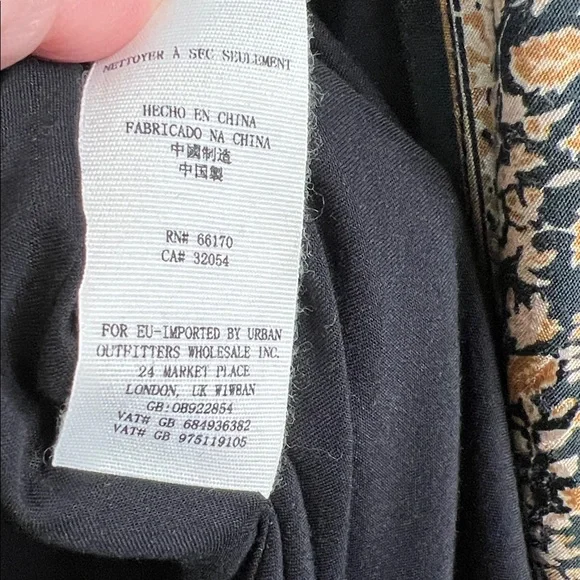 NETTOYER À SEC SEULEMENT
HECHO EN CHINA
FABRICADO NA CHINA
中國制造
中国製
RN# 66170
CA# 32054
FOR EU-IMPORTED BY URBAN
OUTFITTERS WHOLESALE INC.
24 MARKET PLACE
LONDON, UK W1W8AN
GB:0B922854
VAT# GB 684936382
VAT# GB 975119105